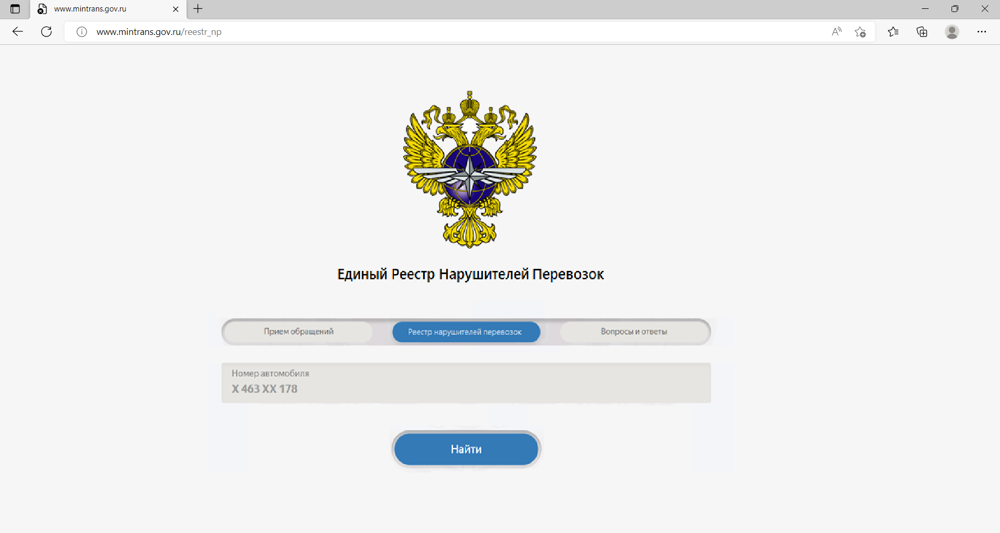 www.mintrans.gov.ru
www.mintrans.gov.ru/reestr_np
Единый Реестр Нарушителей Перевозок
Прием обращений
Реестр нарушителей перевозок
Вопросы и ответы
Номер автомобиля
Х 463 ХХ 178
Найти